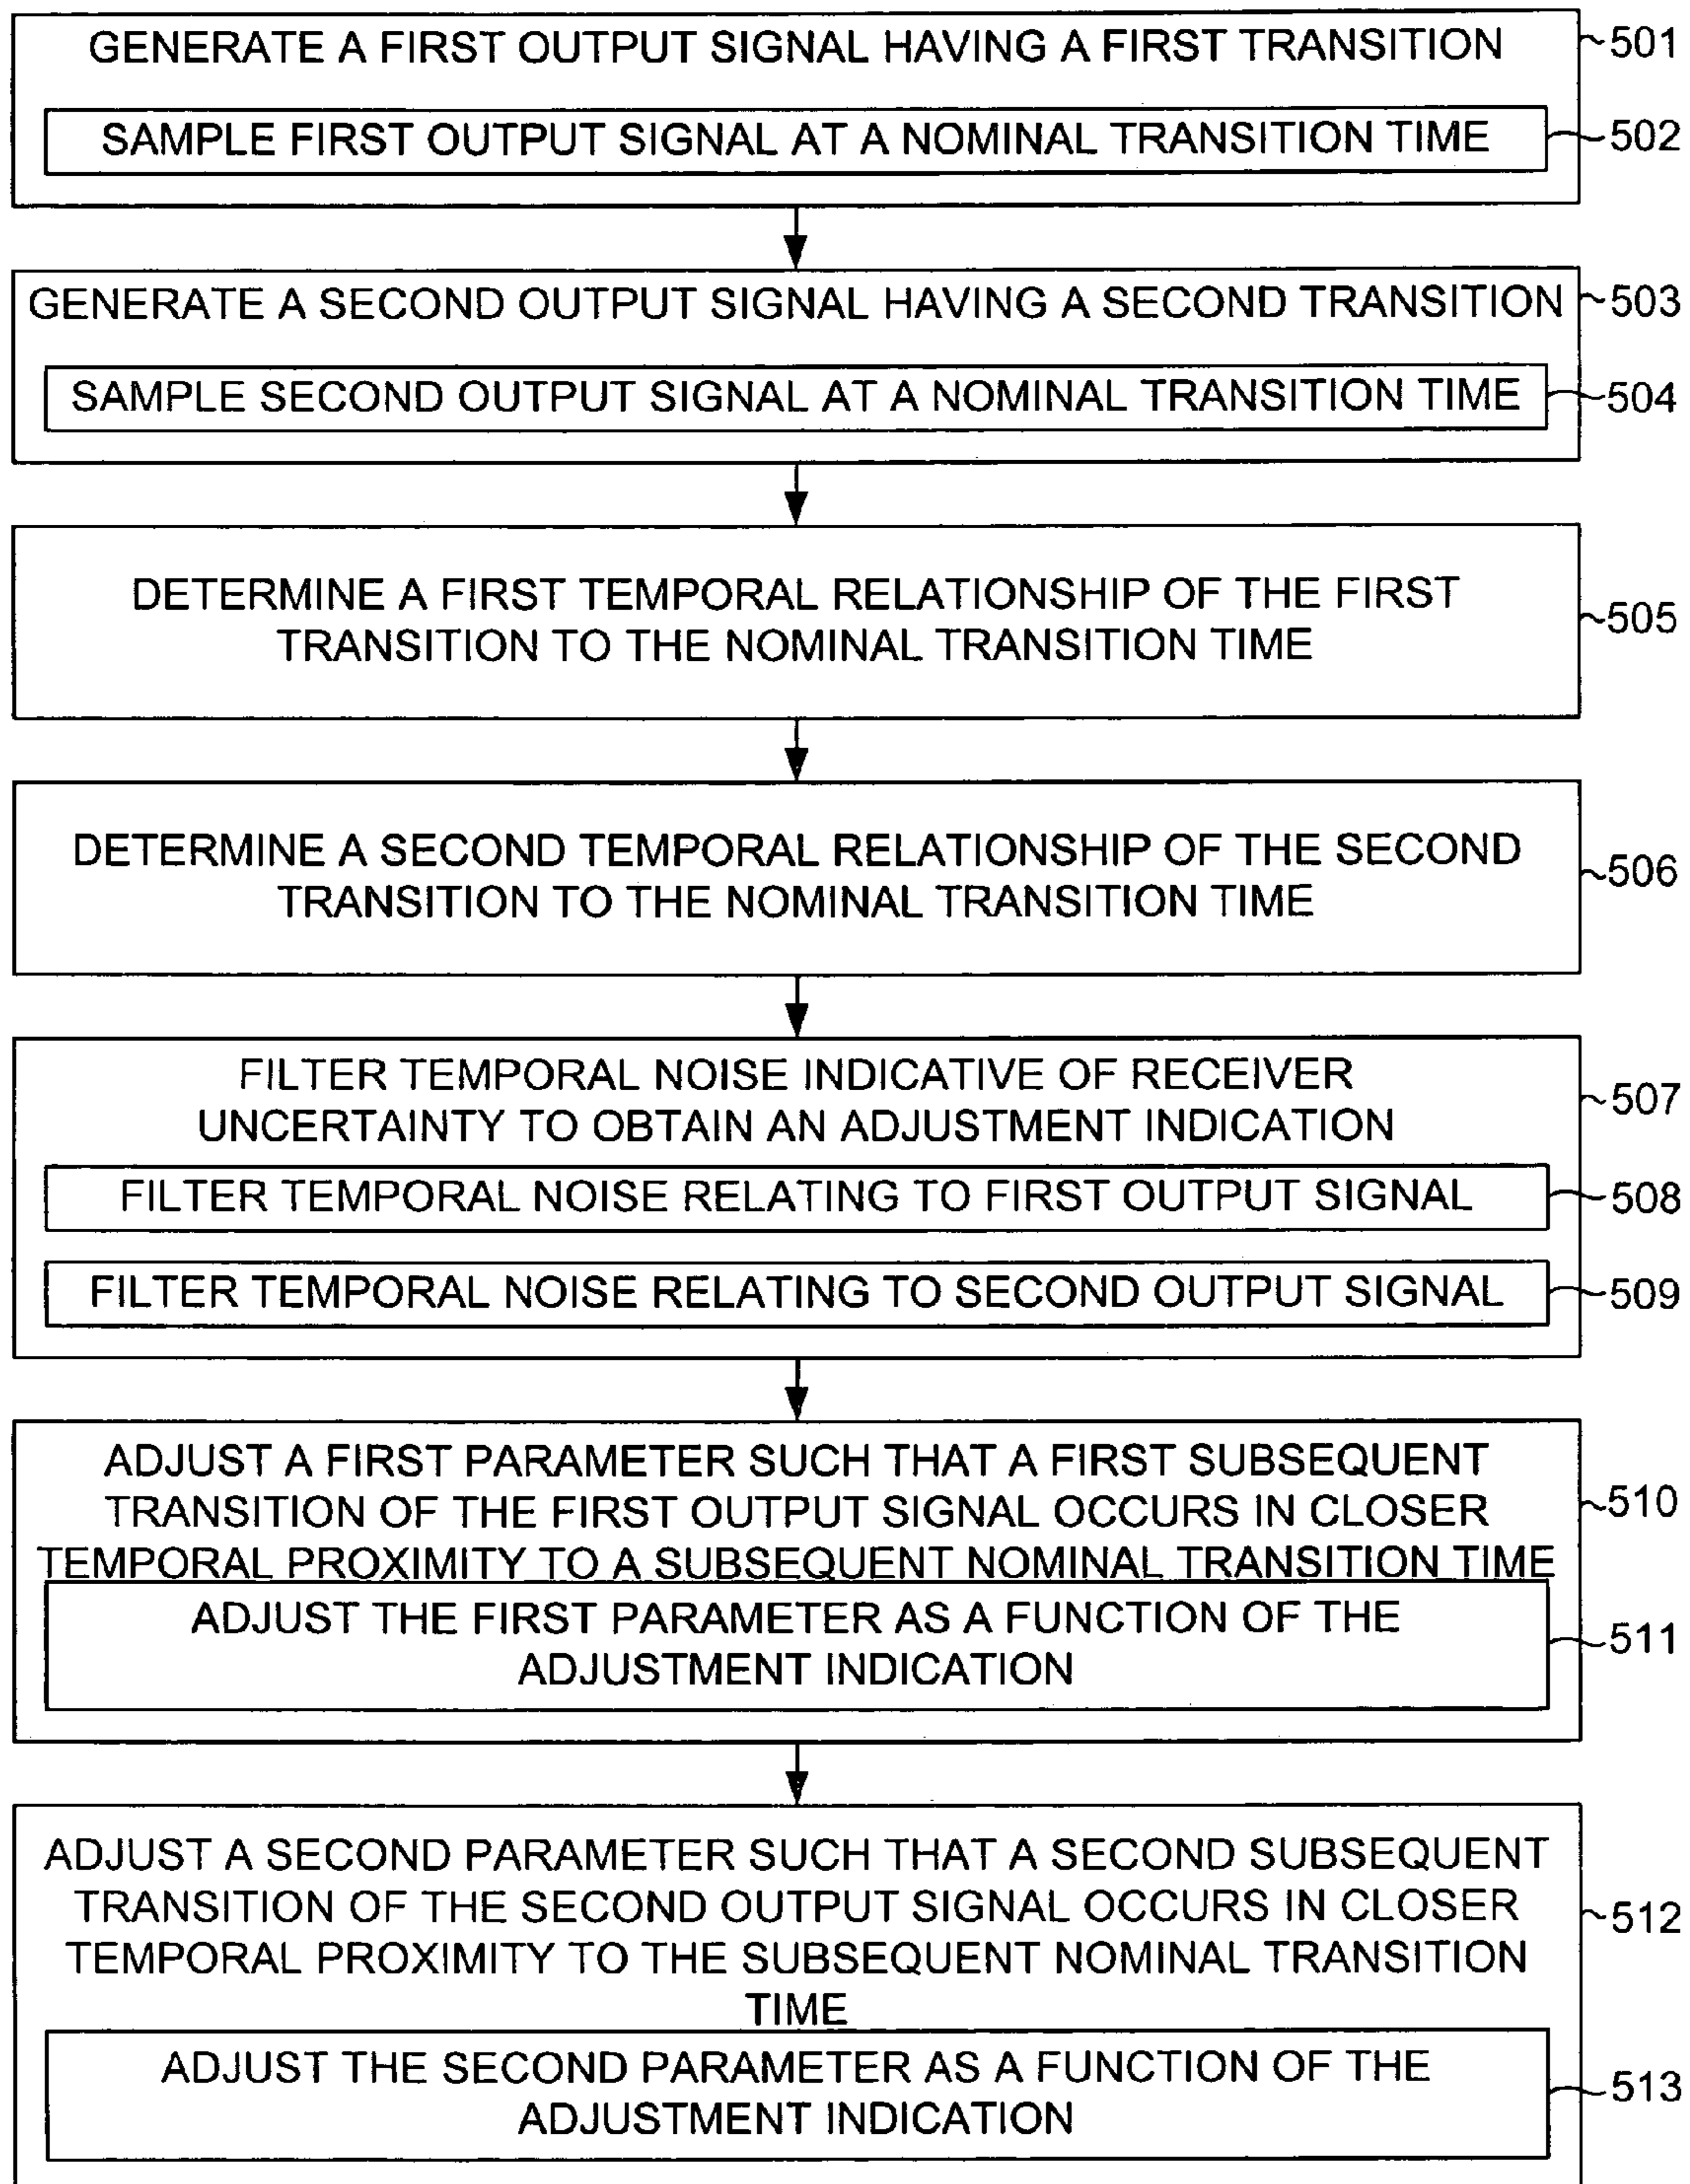 GENERATE A FIRST OUTPUT SIGNAL HAVING A FIRST TRANSITION
501
SAMPLE FIRST OUTPUT SIGNAL AT A NOMINAL TRANSITION TIME
502
GENERATE A SECOND OUTPUT SIGNAL HAVING A SECOND TRANSITION
503
SAMPLE SECOND OUTPUT SIGNAL AT A NOMINAL TRANSITION TIME
504
DETERMINE A FIRST TEMPORAL RELATIONSHIP OF THE FIRST
TRANSITION TO THE NOMINAL TRANSITION TIME
505
DETERMINE A SECOND TEMPORAL RELATIONSHIP OF THE SECOND
TRANSITION TO THE NOMINAL TRANSITION TIME
506
FILTER TEMPORAL NOISE INDICATIVE OF RECEIVER
UNCERTAINTY TO OBTAIN AN ADJUSTMENT INDICATION
507
FILTER TEMPORAL NOISE RELATING TO FIRST OUTPUT SIGNAL
508
FILTER TEMPORAL NOISE RELATING TO SECOND OUTPUT SIGNAL
509
ADJUST A FIRST PARAMETER SUCH THAT A FIRST SUBSEQUENT
TRANSITION OF THE FIRST OUTPUT SIGNAL OCCURS IN CLOSER
TEMPORAL PROXIMITY TO A SUBSEQUENT NOMINAL TRANSITION TIME
510
ADJUST THE FIRST PARAMETER AS A FUNCTION OF THE
ADJUSTMENT INDICATION
511
ADJUST A SECOND PARAMETER SUCH THAT A SECOND SUBSEQUENT
TRANSITION OF THE SECOND OUTPUT SIGNAL OCCURS IN CLOSER
TEMPORAL PROXIMITY TO THE SUBSEQUENT NOMINAL TRANSITION
TIME
512
ADJUST THE SECOND PARAMETER AS A FUNCTION OF THE
ADJUSTMENT INDICATION
513